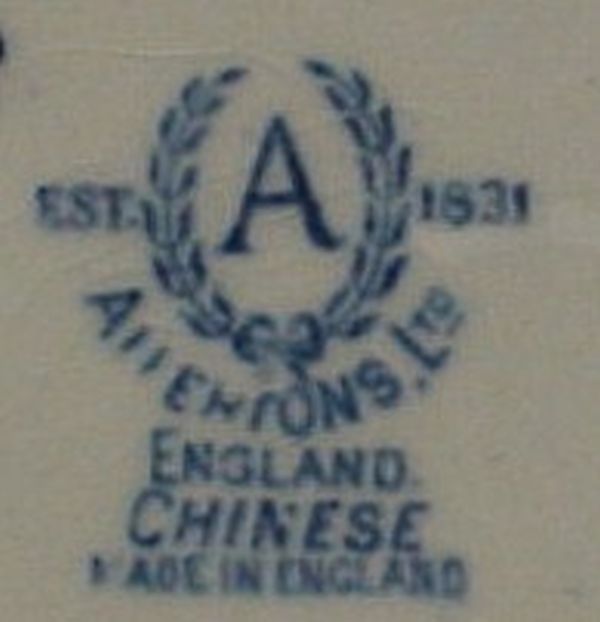 A
EST. 1831
ALLERTONS, LTD
ENGLAND.
CHINESE
MADE IN ENGLAND